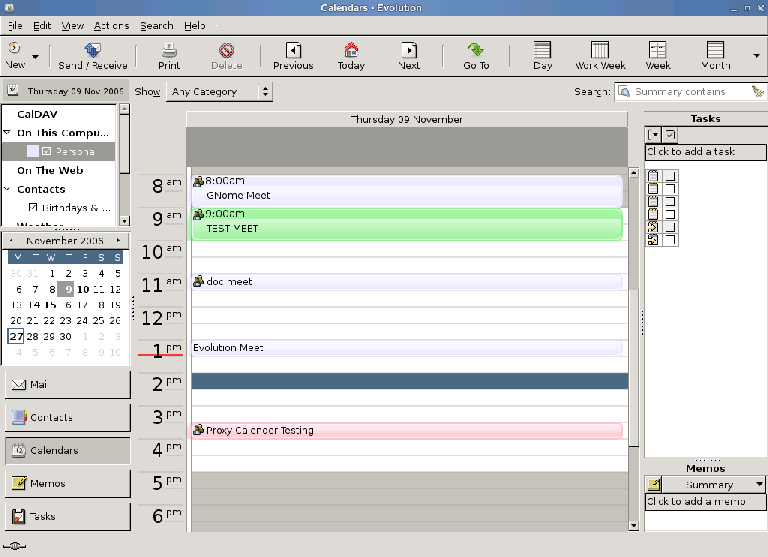 Calendars - Evolution
File Edit View Actions Search Help
New Send / Receive Print Delete Previous Today Next Go To Day Work Week Week Month
Thursday 09 Nov 2006 Show Any Category Search: Summary contains
CalDAV
On This Compu...
Persona
On The Web
Contacts
Birthdays & ...
November 2006
M T W T F S S
30 31 1 2 3 4 5
6 7 8 9 10 11 12
13 14 15 16 17 18 19
20 21 22 23 24 25 26
27 28 29 30 1 2 3
4 5 6 7 8 9 10
Mail
Contacts
Calendars
Memos
Tasks
Thursday 09 November
8 am
8:00am
GNome Meet
9 am
9:00am
TEST MEET
10 am
11 am
doc meet
12 pm
1 pm
Evolution Meet
2 pm
3 pm
Proxy Calender Testing
4 pm
5 pm
6 pm
Tasks
Click to add a task
Memos
Summary
Click to add a memo